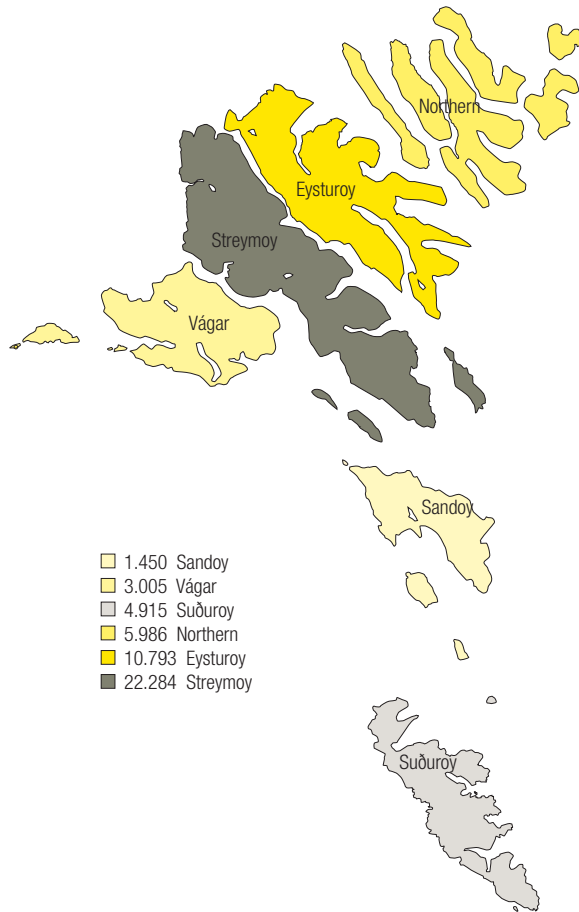 Northern
Eysturoy
Streymoy
Vágar
Sandoy
1.450 Sandoy
3.005 Vágar
4.915 Suðuroy
5.986 Northern
10.793 Eysturoy
22.284 Streymoy
Suðuroy